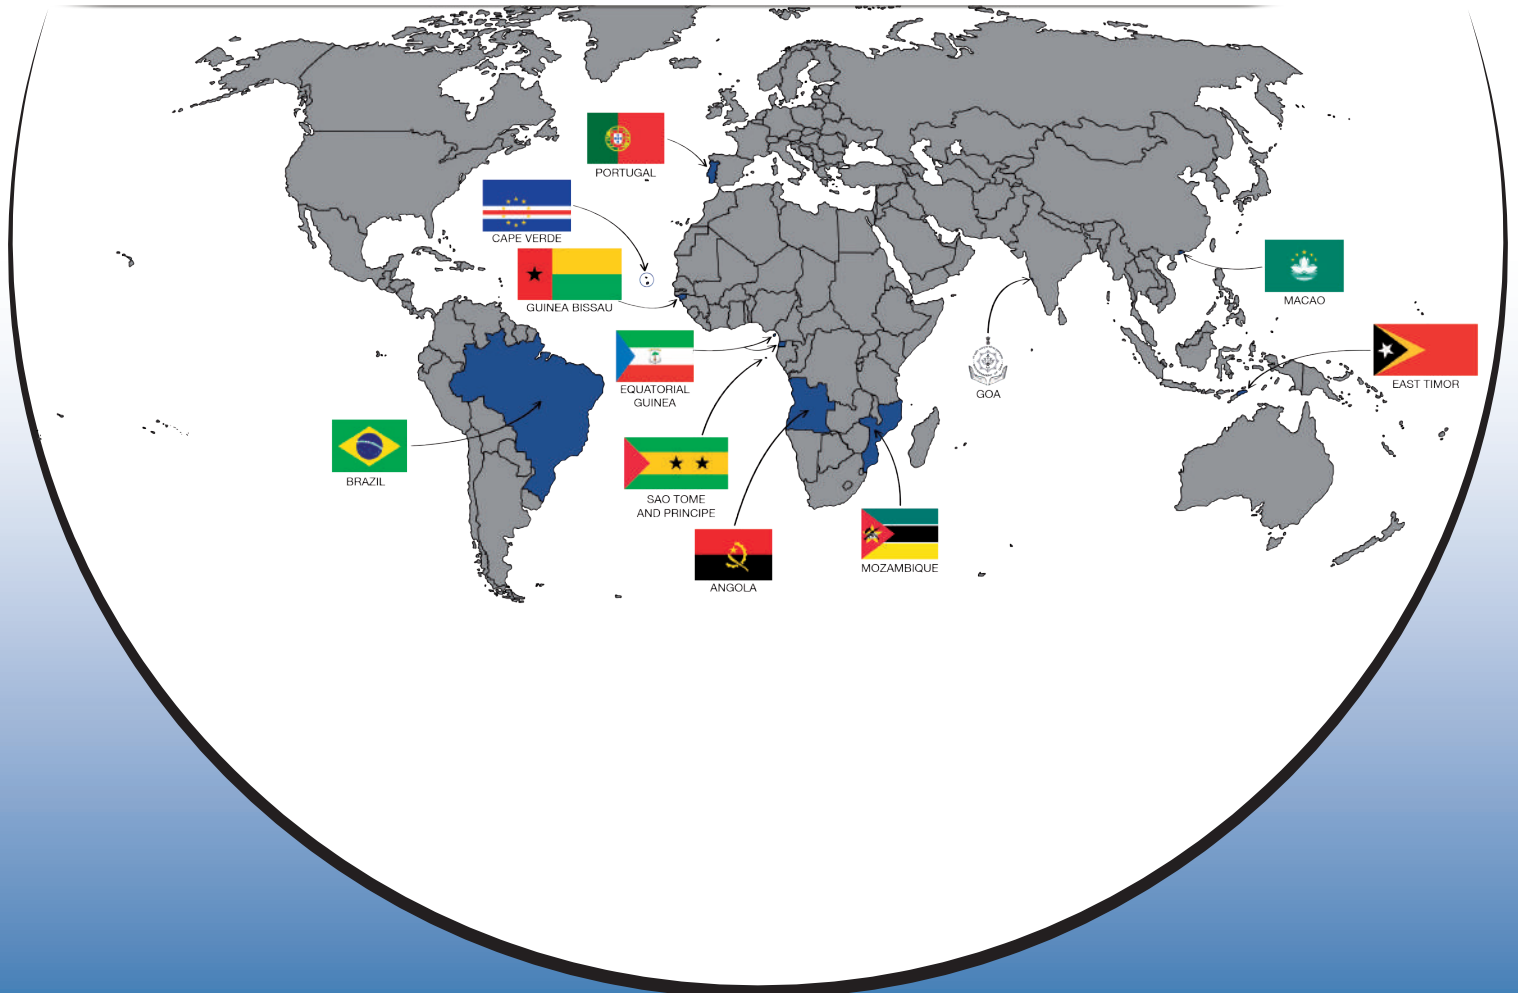 PORTUGAL
CAPE VERDE
GUINEA BISSAU
MACAO
EAST TIMOR
EQUATORIAL
GUINEA
GOA
BRAZIL
SAO TOME
AND PRINCIPE
MOZAMBIQUE
ANGOLA